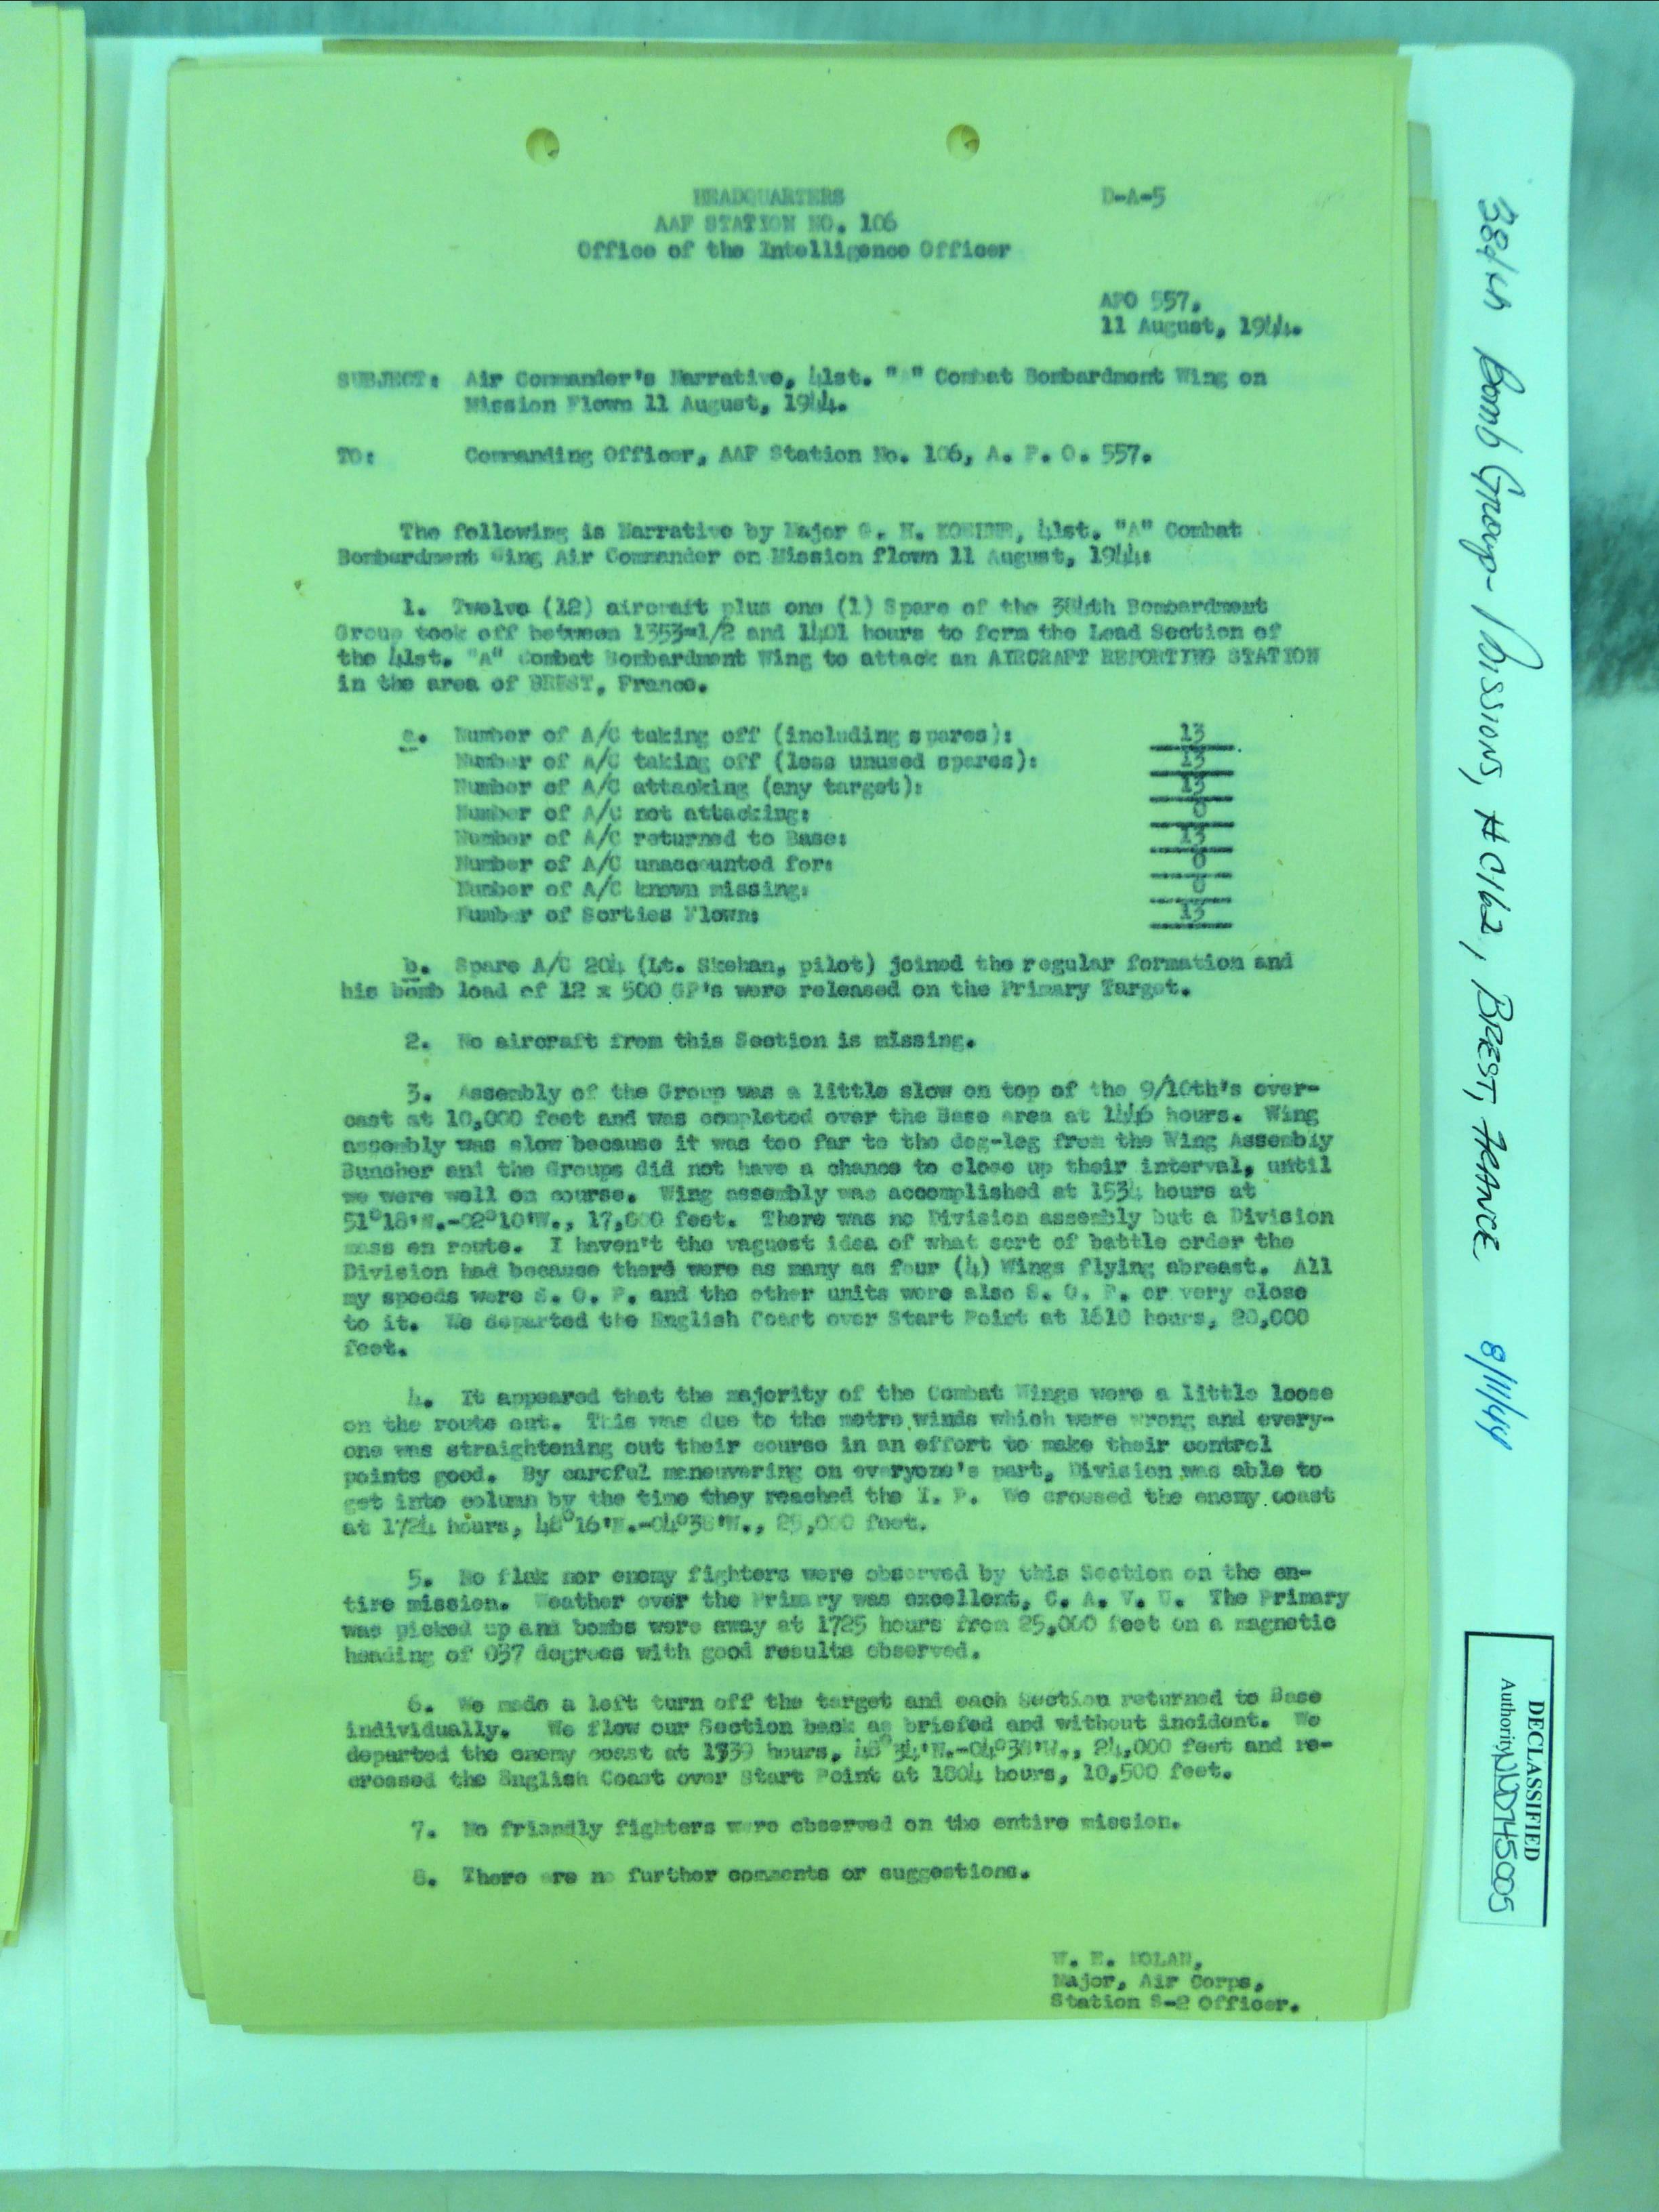 HEADQUARTERS
D-A-5
AAF STATION NO. 106
Office of the Intelligence Officer
APO 557.
11 August, 1944.
SUBJECT: Air Commander's Narrative, 41st. "A" Combat Bombardment Wing on
Mission Flown 11 August, 1944.
TO: Commanding Officer, AAF Station No. 106, A. P. O. 557.
The following is Narrative by Major G. H. 41st. "A" Combat
Bombardment Wing Air Commander on Mission flown 11 August, 1944:
1. Twelve (12) aircraft plus one (1) Spare of the 384th Bombardment
Group took off between 1353-1/2 and 1401 hours to form the Lead Section of
the 41st. "A" Combat Bombardment Wing to attack an AIRCRAFT REPORTING STATION
in the area of BREST, France.
a. Number of A/C taking off (including spares): 13
Number of A/C taking off (less unused spares): 13
Number of A/C attacking (any target): 13
Number of A/C not attacking: 0
Number of A/C returned to Base: 13
Number of A/C unaccounted for: 0
Number of A/C known missing: 0
Number of Sorties Flown: 13
b. Spare A/C 204 (Lt. Skehan, pilot) joined the regular formation and
his bomb load of 12 x 500 GP's were released on the Primary Target.
2. No aircraft from this Section is missing.
3. Assembly of the Group was a little slow on top of the 9/10th's over-
cast at 10,000 feet and was completed over the Base area at 1446 hours. Wing
assembly was slow because it was too far to the dog-leg from the Wing Assembly
Buncher and the Groups did not have a chance to close up their interval, until
we were well on course. Wing assembly was accomplished at 1534 hours at
51°18'N.-02°10'W., 17,000 feet. There was no Division assembly but a Division
mass en route. I haven't the vaguest idea of what sort of battle order the
Division had because there were as many as four (4) Wings flying abreast. All
my speeds were S. O. P. and the other units were also S. O. P. or very close
to it. We departed the English Coast over Start Point at 1610 hours, 20,000
feet.
4. It appeared that the majority of the Combat Wings were a little loose
on the route out. This was due to the metro winds which were wrong and every-
one was straightening out their course in an effort to make their control
points good. By careful maneuvering on everyone's part, Division was able to
get into column by the time they reached the I. P. We crossed the enemy coast
at 1724 hours, 48°16'N.-04°38'W., 25,000 feet.
5. No flak nor enemy fighters were observed by this Section on the en-
tire mission. Weather over the Primary was excellent, C. A. V. U. The Primary
was picked up and bombs were away at 1725 hours from 25,000 feet on a magnetic
heading of 037 degrees with good results observed.
6. We made a left turn off the target and each Section returned to Base
individually. We flew our Section back as briefed and without incident. We
departed the enemy coast at 1739 hours, 48°34'N.-04°38'W., 24,000 feet and re-
crossed the English Coast over Start Point at 1804 hours, 10,500 feet.
7. No friendly fighters were observed on the entire mission.
8. There are no further comments or suggestions.
W. E. DOLAN,
Major, Air Corps,
Station S-2 Officer.
384th Bomb Group - Missions, #C162, BREST, FRANCE 8/11/44
DECLASSIFIED
Authority NND745005